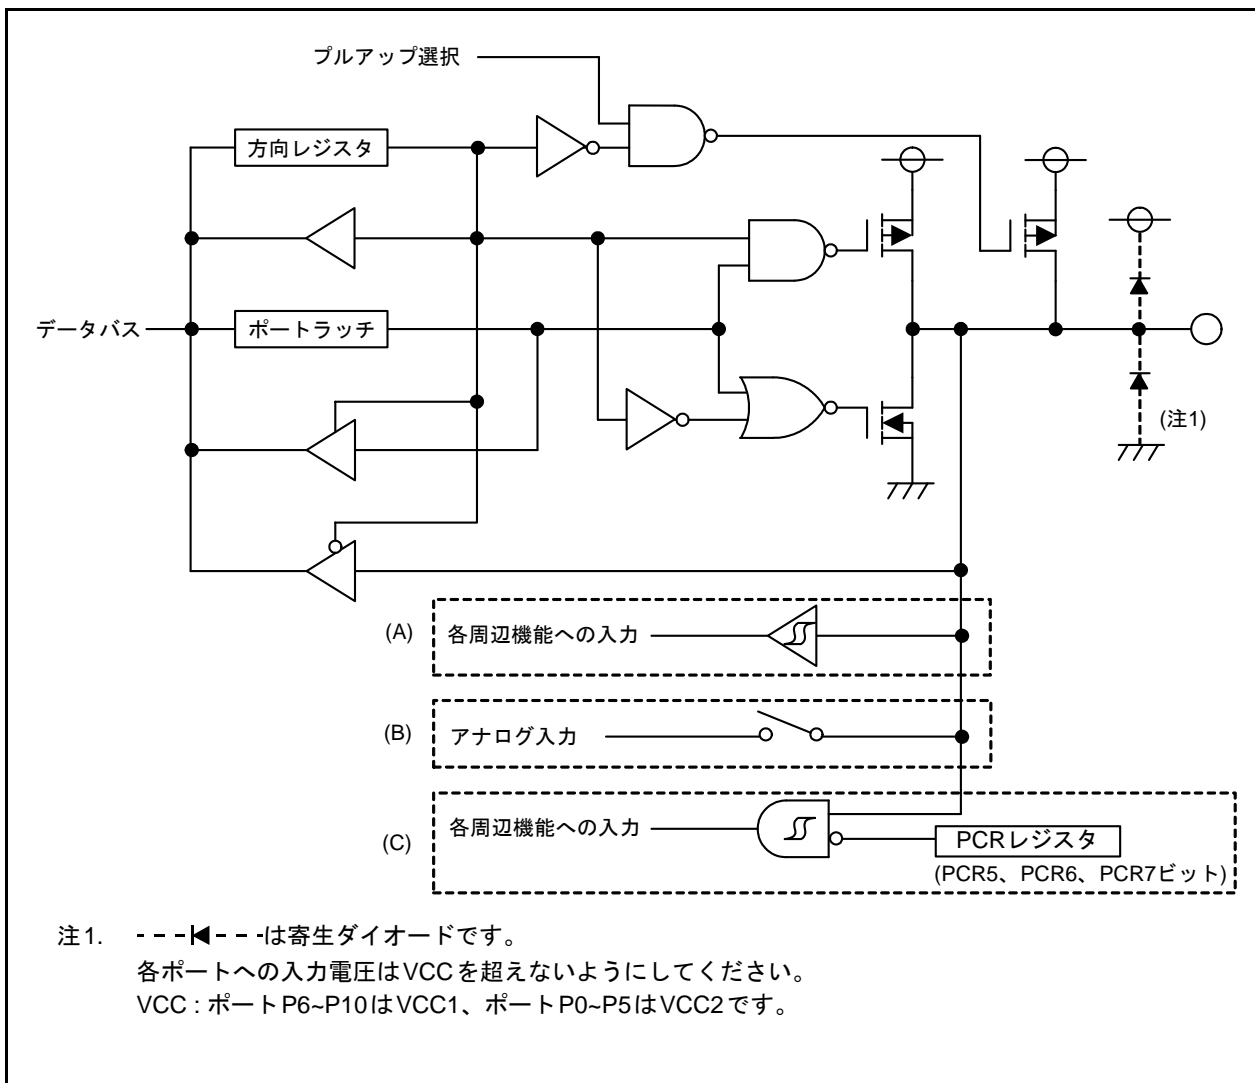 プルアップ選択
方向レジスタ
データバス
ポートラッチ
(注1)
(A) 各周辺機能への入力
(B) アナログ入力
(C) 各周辺機能への入力
PCRレジスタ
(PCR5、PCR6、PCR7ビット)
注1. は寄生ダイオードです。
各ポートへの入力電圧はVCCを超えないようにしてください。
VCC : ポートP6~P10はVCC1、ポートP0~P5はVCC2です。